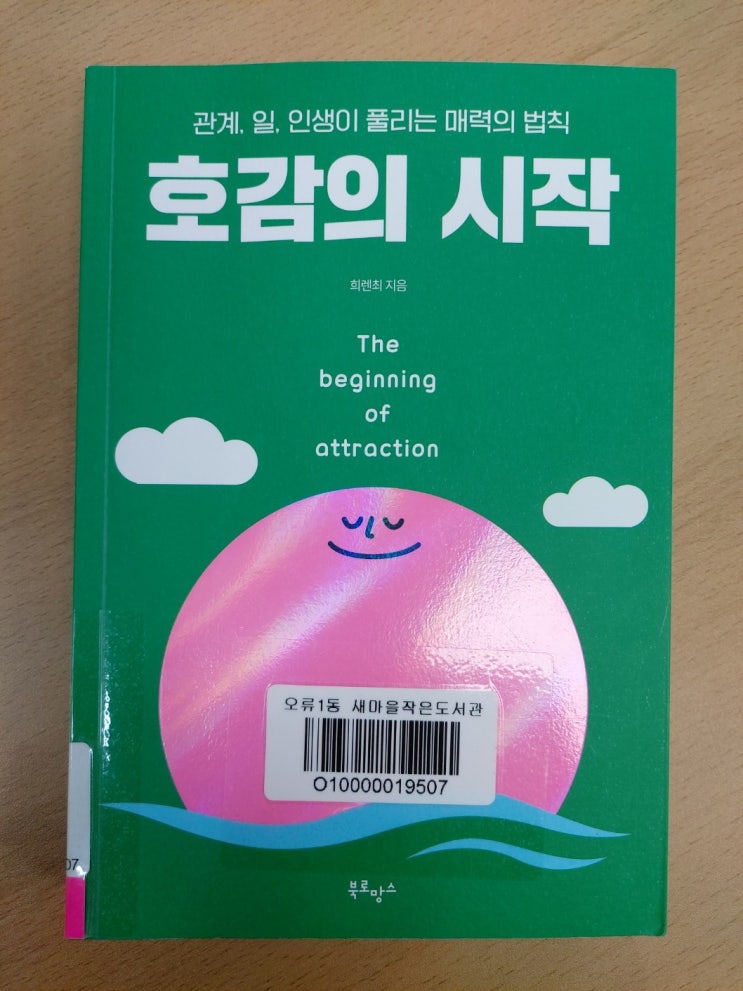 관계, 일, 인생이 풀리는 매력의 법칙
호감의 시작
희렌최 지음
The
beginning
of
attraction
오류1동 새마을작은도서관
O10000019507
07
북로망스